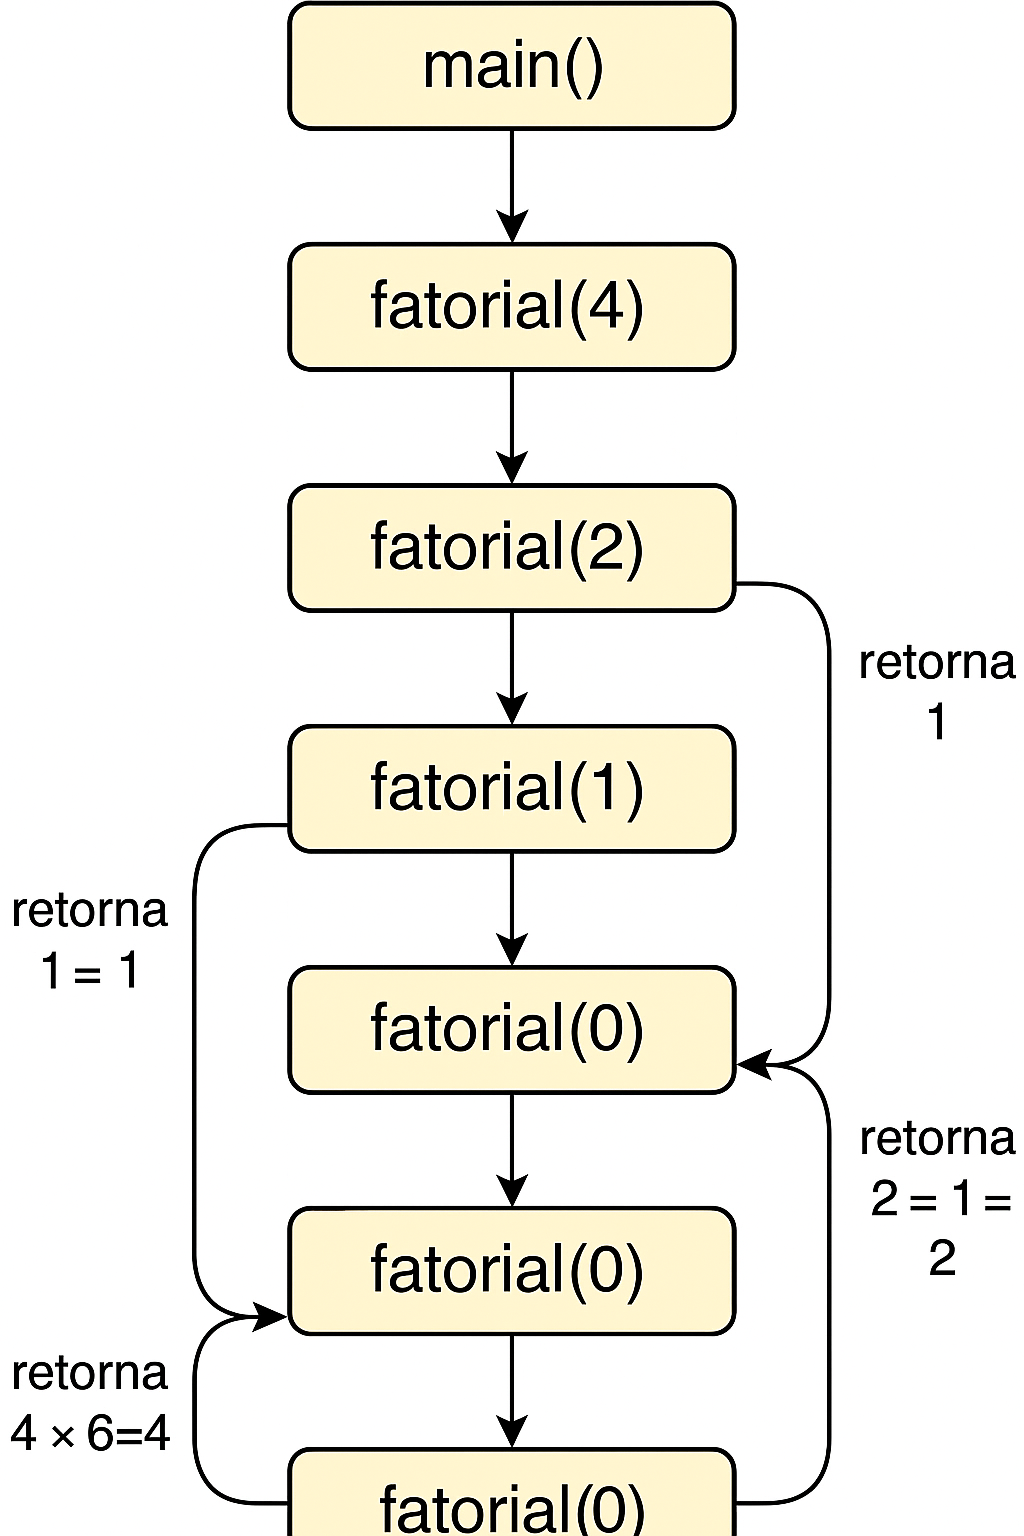 main()
fatorial(4)
fatorial(2)
retorna
1
fatorial(1)
retorna
1 = 1
fatorial(0)
retorna
2 = 1 =
2
fatorial(0)
retorna
4 × 6=4
fatorial(0)